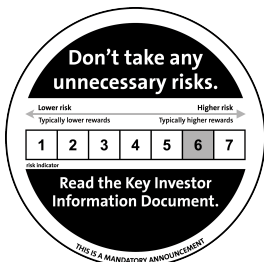 Don't take any
unnecessary risks.
Lower risk Higher risk
Typically lower rewards Typically higher rewards
1 2 3 4 5 6 7
risk indicator
Read the Key Investor
Information Document.
THIS IS A MANDATORY ANNOUNCEMENT